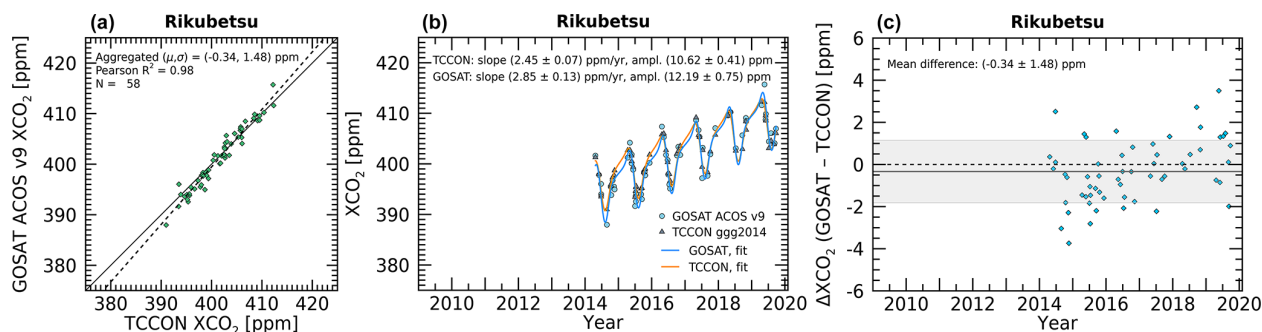 (a) Rikubetsu
Aggregated (μ,σ) = (-0.34, 1.48) ppm
Pearson R² = 0.98
N = 58
GOSAT ACOS v9 XCO₂ [ppm]
420
410
400
390
380
380 390 400 410 420
TCCON XCO₂ [ppm]
(b) Rikubetsu
TCCON: slope (2.45 ± 0.07) ppm/yr, ampl. (10.62 ± 0.41) ppm
GOSAT: slope (2.85 ± 0.13) ppm/yr, ampl. (12.19 ± 0.75) ppm
XCO₂ [ppm]
420
410
400
390
380
GOSAT ACOS v9
TCCON ggg2014
GOSAT, fit
TCCON, fit
2010 2012 2014 2016 2018 2020
Year
(c) Rikubetsu
Mean difference: (-0.34 ± 1.48) ppm
ΔXCO₂ (GOSAT − TCCON) [ppm]
6
4
2
0
-2
-4
-6
2010 2012 2014 2016 2018 2020
Year